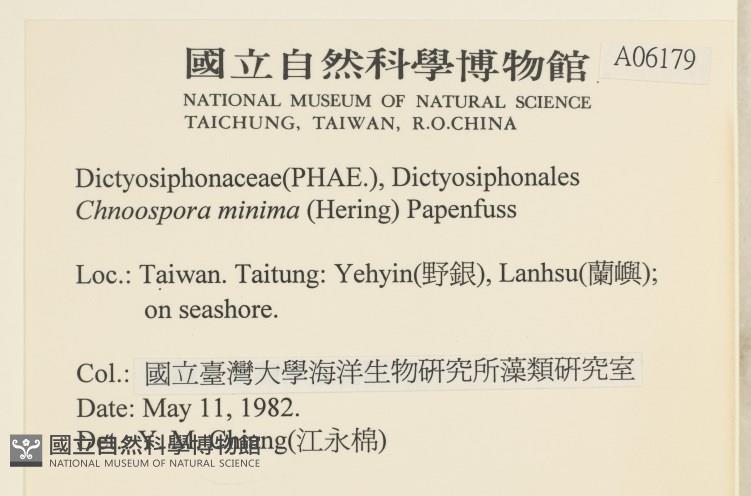 國立自然科學博物館 A06179
NATIONAL MUSEUM OF NATURAL SCIENCE
TAICHUNG, TAIWAN, R.O.CHINA
Dictyosiphonaceae(PHAE.), Dictyosiphonales
Chnoospora minima (Hering) Papenfuss
Loc.: Taiwan. Taitung: Yehyin(野銀), Lanhsu(蘭嶼);
on seashore.
Col.: 國立臺灣大學海洋生物研究所藻類研究室
Date: May 11, 1982.
Det.: Y. M. Chiang(江永棉)
國立自然科學博物館
NATIONAL MUSEUM OF NATURAL SCIENCE